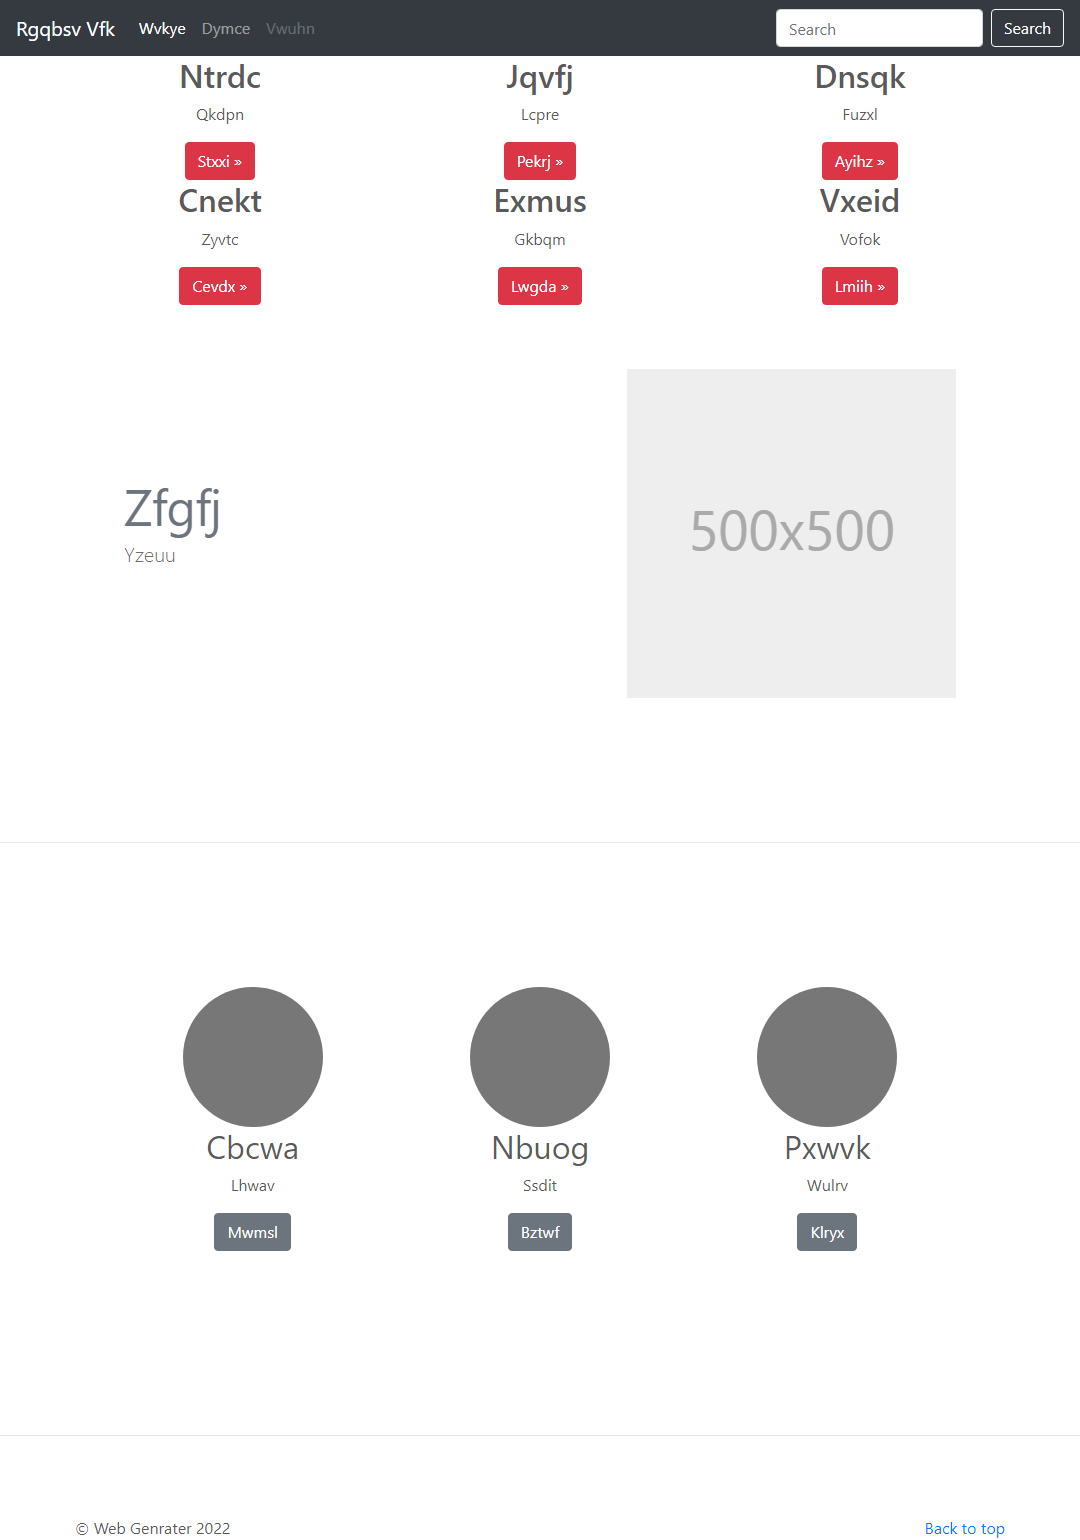 Rgqbsv Vfk Wvkye Dymce Vwuhn Search Search
Ntrdc Jqvfj Dnsqk
Qkdpn Lcpre Fuzxl
Stxxi » Pekrj » Ayihz »
Cnekt Exmus Vxeid
Zyvtc Gkbqm Vofok
Cevdx » Lwgda » Lmiih »
Zfgfj
Yzeuu
500x500
Cbcwa Nbuog Pxwvk
Lhwav Ssdit Wulrv
Mwmsl Bztwf Klryx
© Web Genrater 2022 Back to top